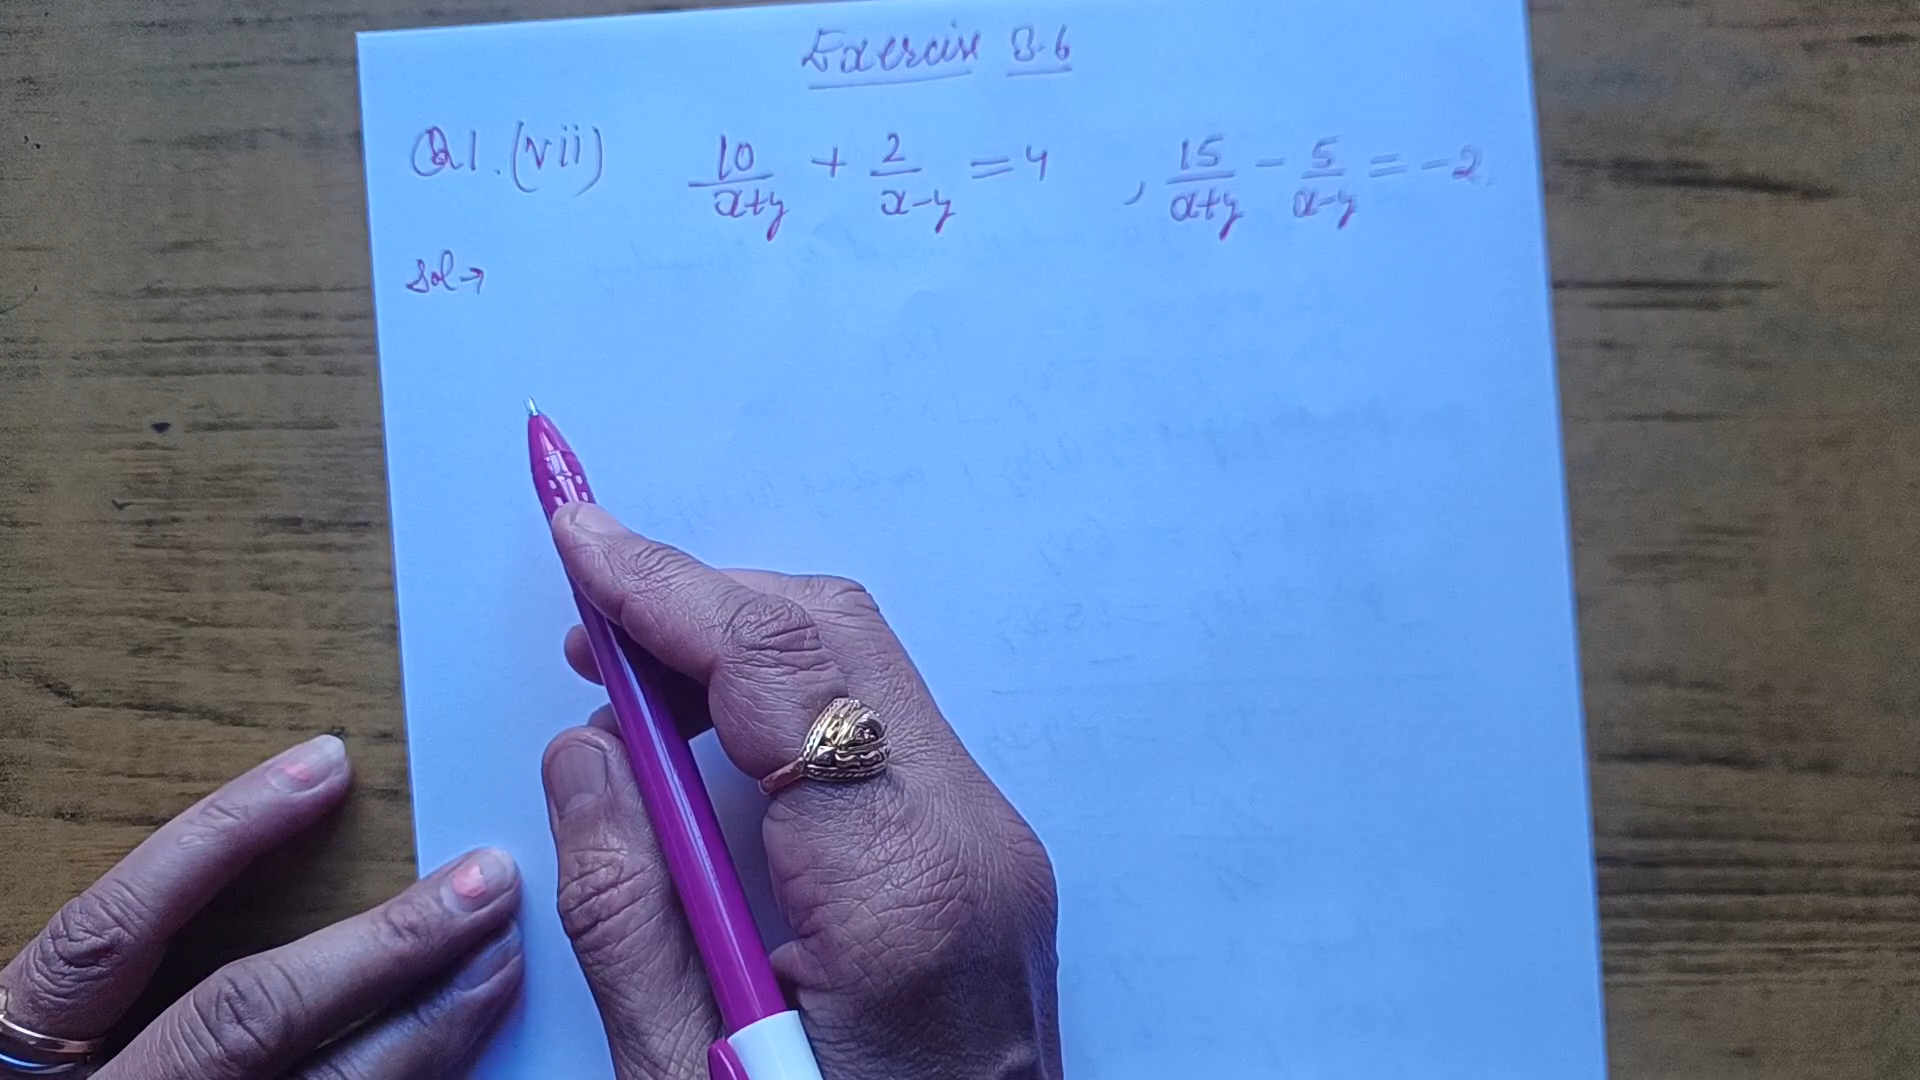 Exercise 3.6
Q1.(vii) 10/x+y + 2/x-y = 4 , 15/x+y - 5/x-y = -2.
Sol→